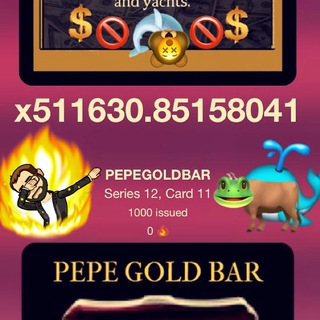 and yachts.
$ $
x511630.85158041
PEPEGOLDBAR
Series 12, Card 11
1000 issued
0 🔥
PEPE GOLD BAR